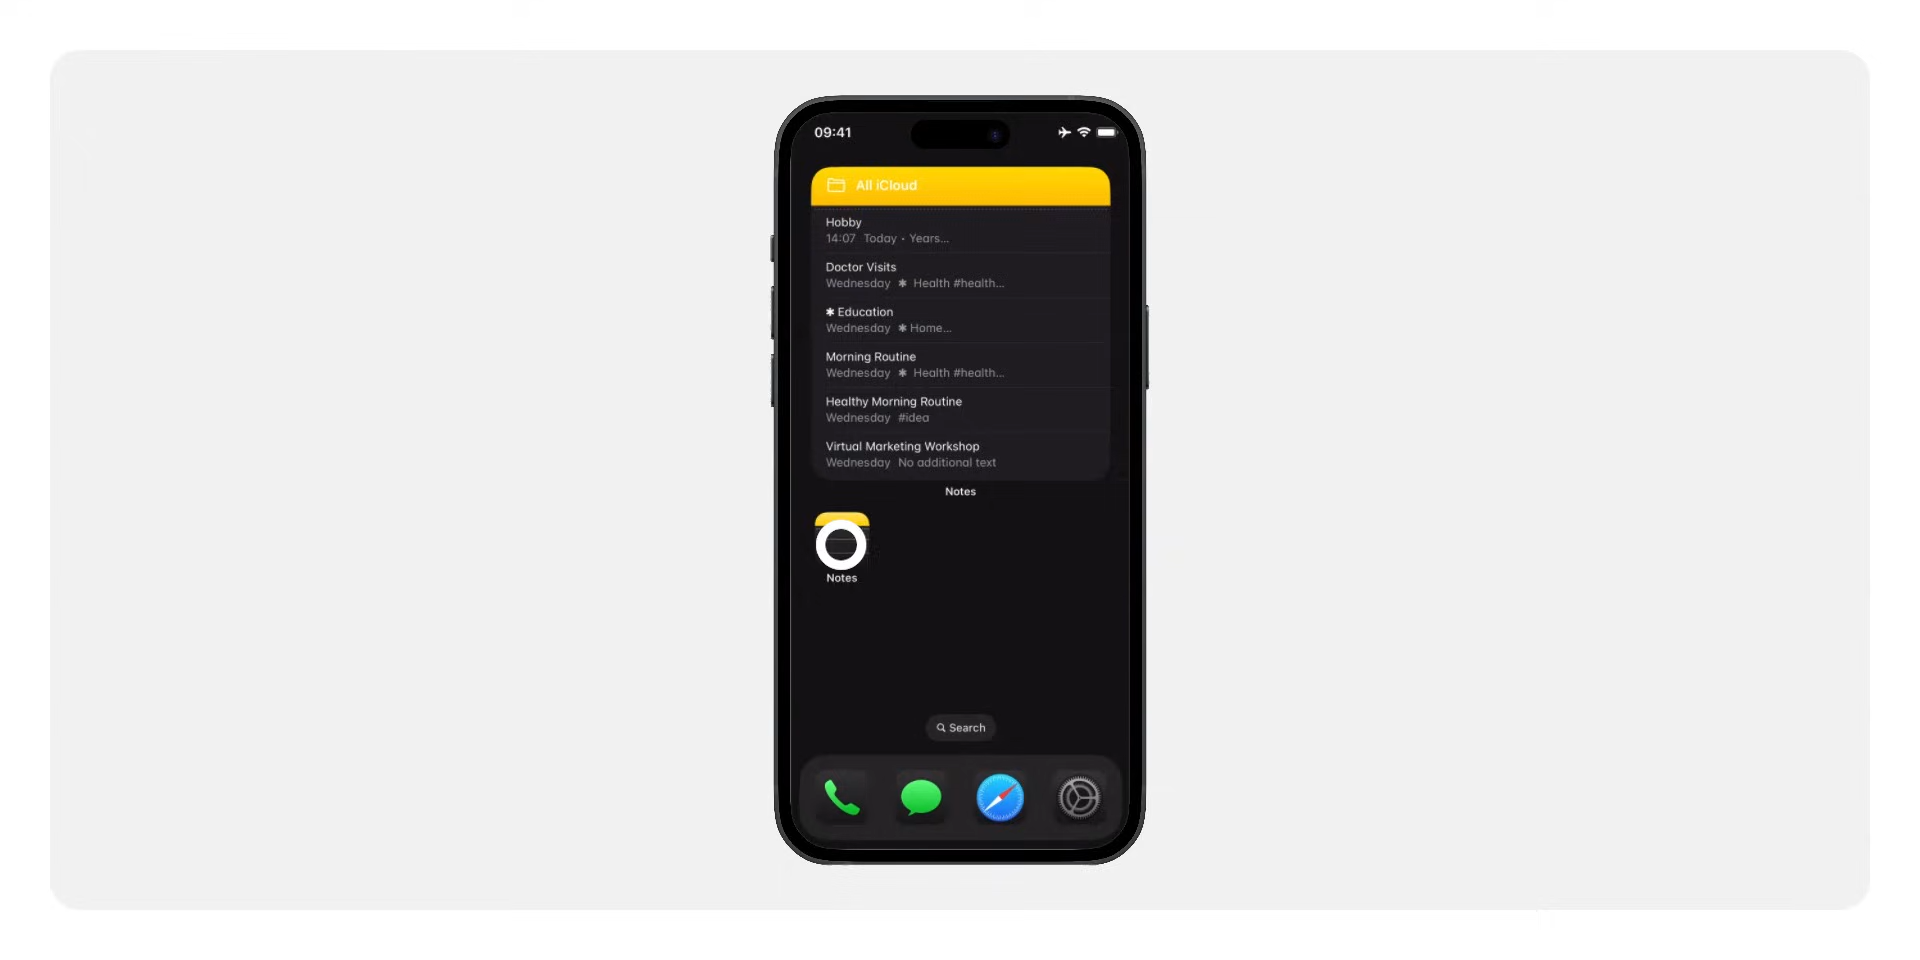 09:41
All iCloud
Hobby
14:07 Today • Years...
Doctor Visits
Wednesday ✱ Health #health...
✱ Education
Wednesday ✱ Home...
Morning Routine
Wednesday ✱ Health #health...
Healthy Morning Routine
Wednesday #idea
Virtual Marketing Workshop
Wednesday No additional text
Notes
Notes
Search